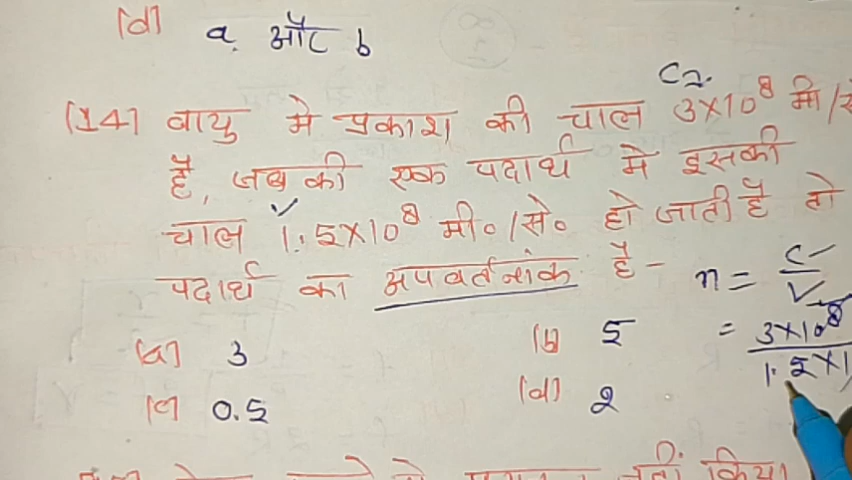 (d) a. और b
C=
(14) वायु मे प्रकाश की चाल 3×10⁸ मी/से
है, जबकी एक पदार्थ मे इसकी
चाल 1.5×10⁸ मी०/से० हो जाती है तो
पदार्थ का अपवर्तनांक है -
n = C/V
(a) 3
(b) 5
= 3×10⁸/1.5×1
(c) 0.5
(d) 2
नहीं किया